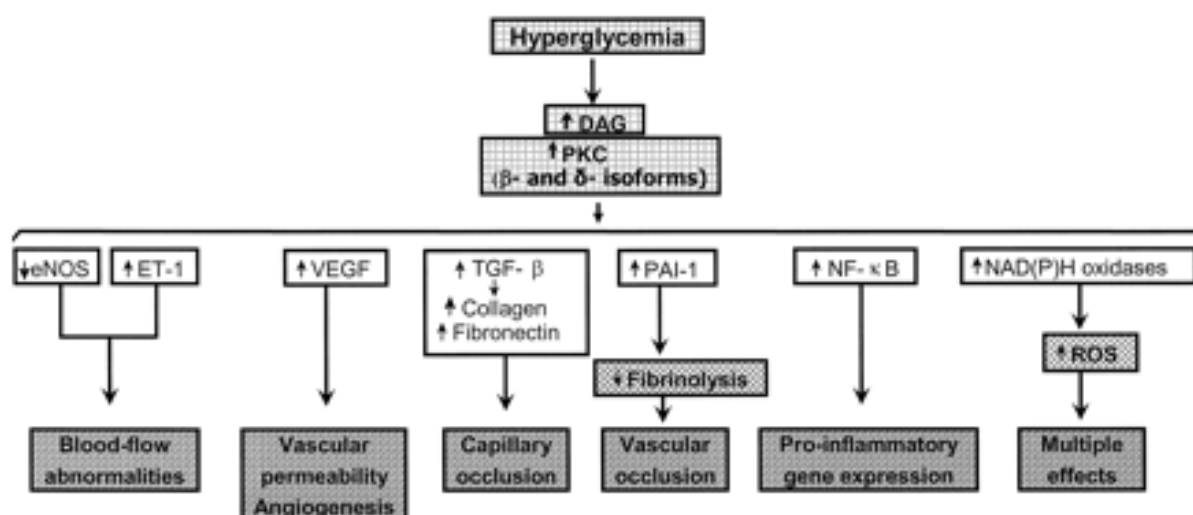 Hyperglycemia
↑ DAG
↑ PKC
(β- and δ- isoforms)
↓eNOS
↑ ET-1
↑ VEGF
↑ TGF- β
↑ Collagen
↑ Fibronectin
↑ PAI-1
↑ NF- κB
↑NAD(P)H oxidases
↓ Fibrinolysis
↑ ROS
Blood-flow
abnormalities
Vascular
permeability
Angiogenesis
Capillary
occlusion
Vascular
occlusion
Pro-inflammatory
gene expression
Multiple
effects